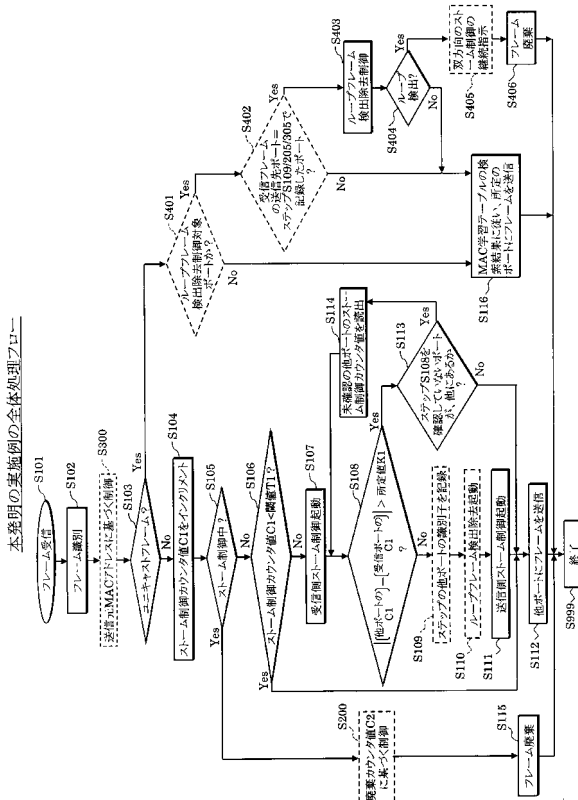 本発明の実施例の全体処理フロー
S101
フレーム受信
S102
フレーム識別
S300
送信元MACアドレスに基づく制御
S103
ユニキャストフレーム?
Yes
No
S104
ストーム制御カウンタ値C1をインクリメント
S105
ストーム制御中?
Yes
No
S106
ストーム制御カウンタ値C1<閾値T1?
Yes
No
S107
受信側ストーム制御起動
S108
|[他ポートのC1]-[受信ポートのC1]| > 所定値K1
?
Yes
No
S109
ステップの他ポートの識別子を記録
S110
ループフレーム検出除去起動
S111
送信側ストーム制御起動
S112
他ポートにフレームを送信
S113
ステップS108を
確認していないポート
が、他にあるか
?
Yes
No
S114
未確認の他ポートのストー
ム制御カウンタ値を読出
S200
廃棄カウンタ値C2
に基づく制御
S115
フレーム廃棄
S401
ループフレーム
検出除去制御対象
ポートか?
Yes
No
S402
受信フレーム
の送信先ポート=
ステップS109/205/305で
記録したポート
?
Yes
No
S403
ループフレーム
検出除去制御
S404
ループ
検出?
Yes
No
S405
双方向のスト
ーム制御の
継続指示
S406
フレーム
廃棄
S116
MAC学習テーブルの検
索結果に従い、所定の
ポートにフレームを送信
S999
終了